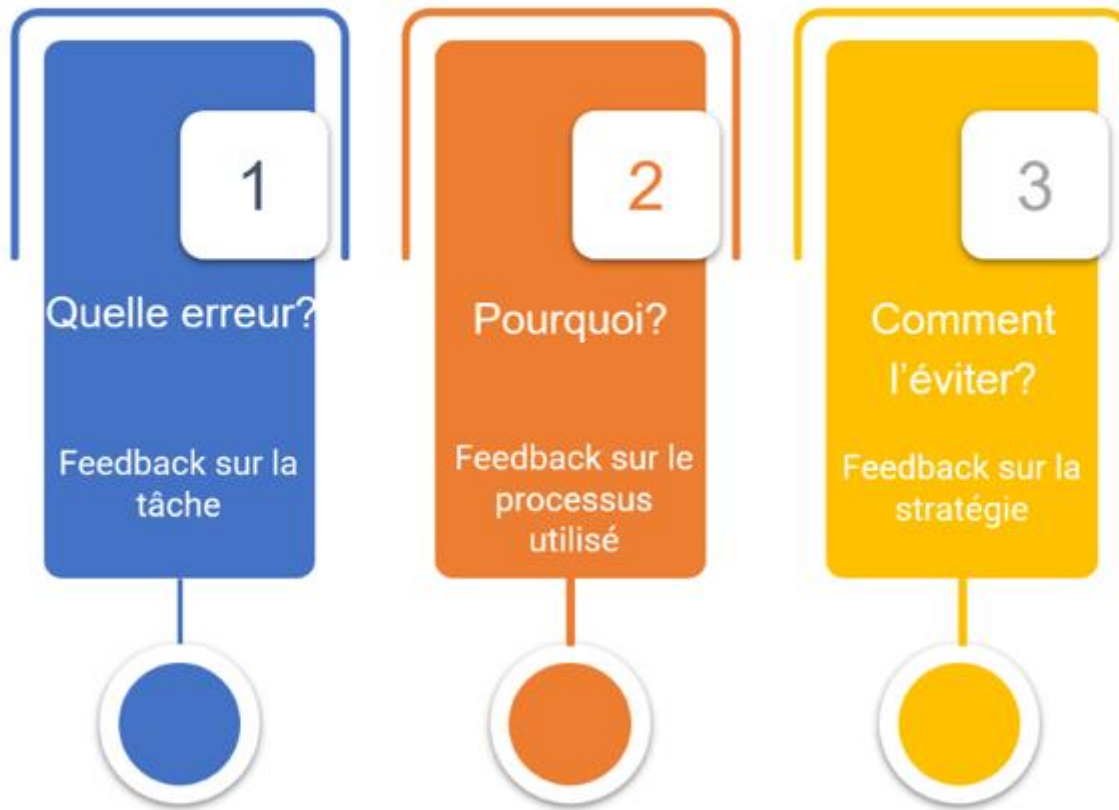 1
Quelle erreur?
Feedback sur la
tâche
2
Pourquoi?
Feedback sur le
processus
utilisé
3
Comment
l’éviter?
Feedback sur la
stratégie